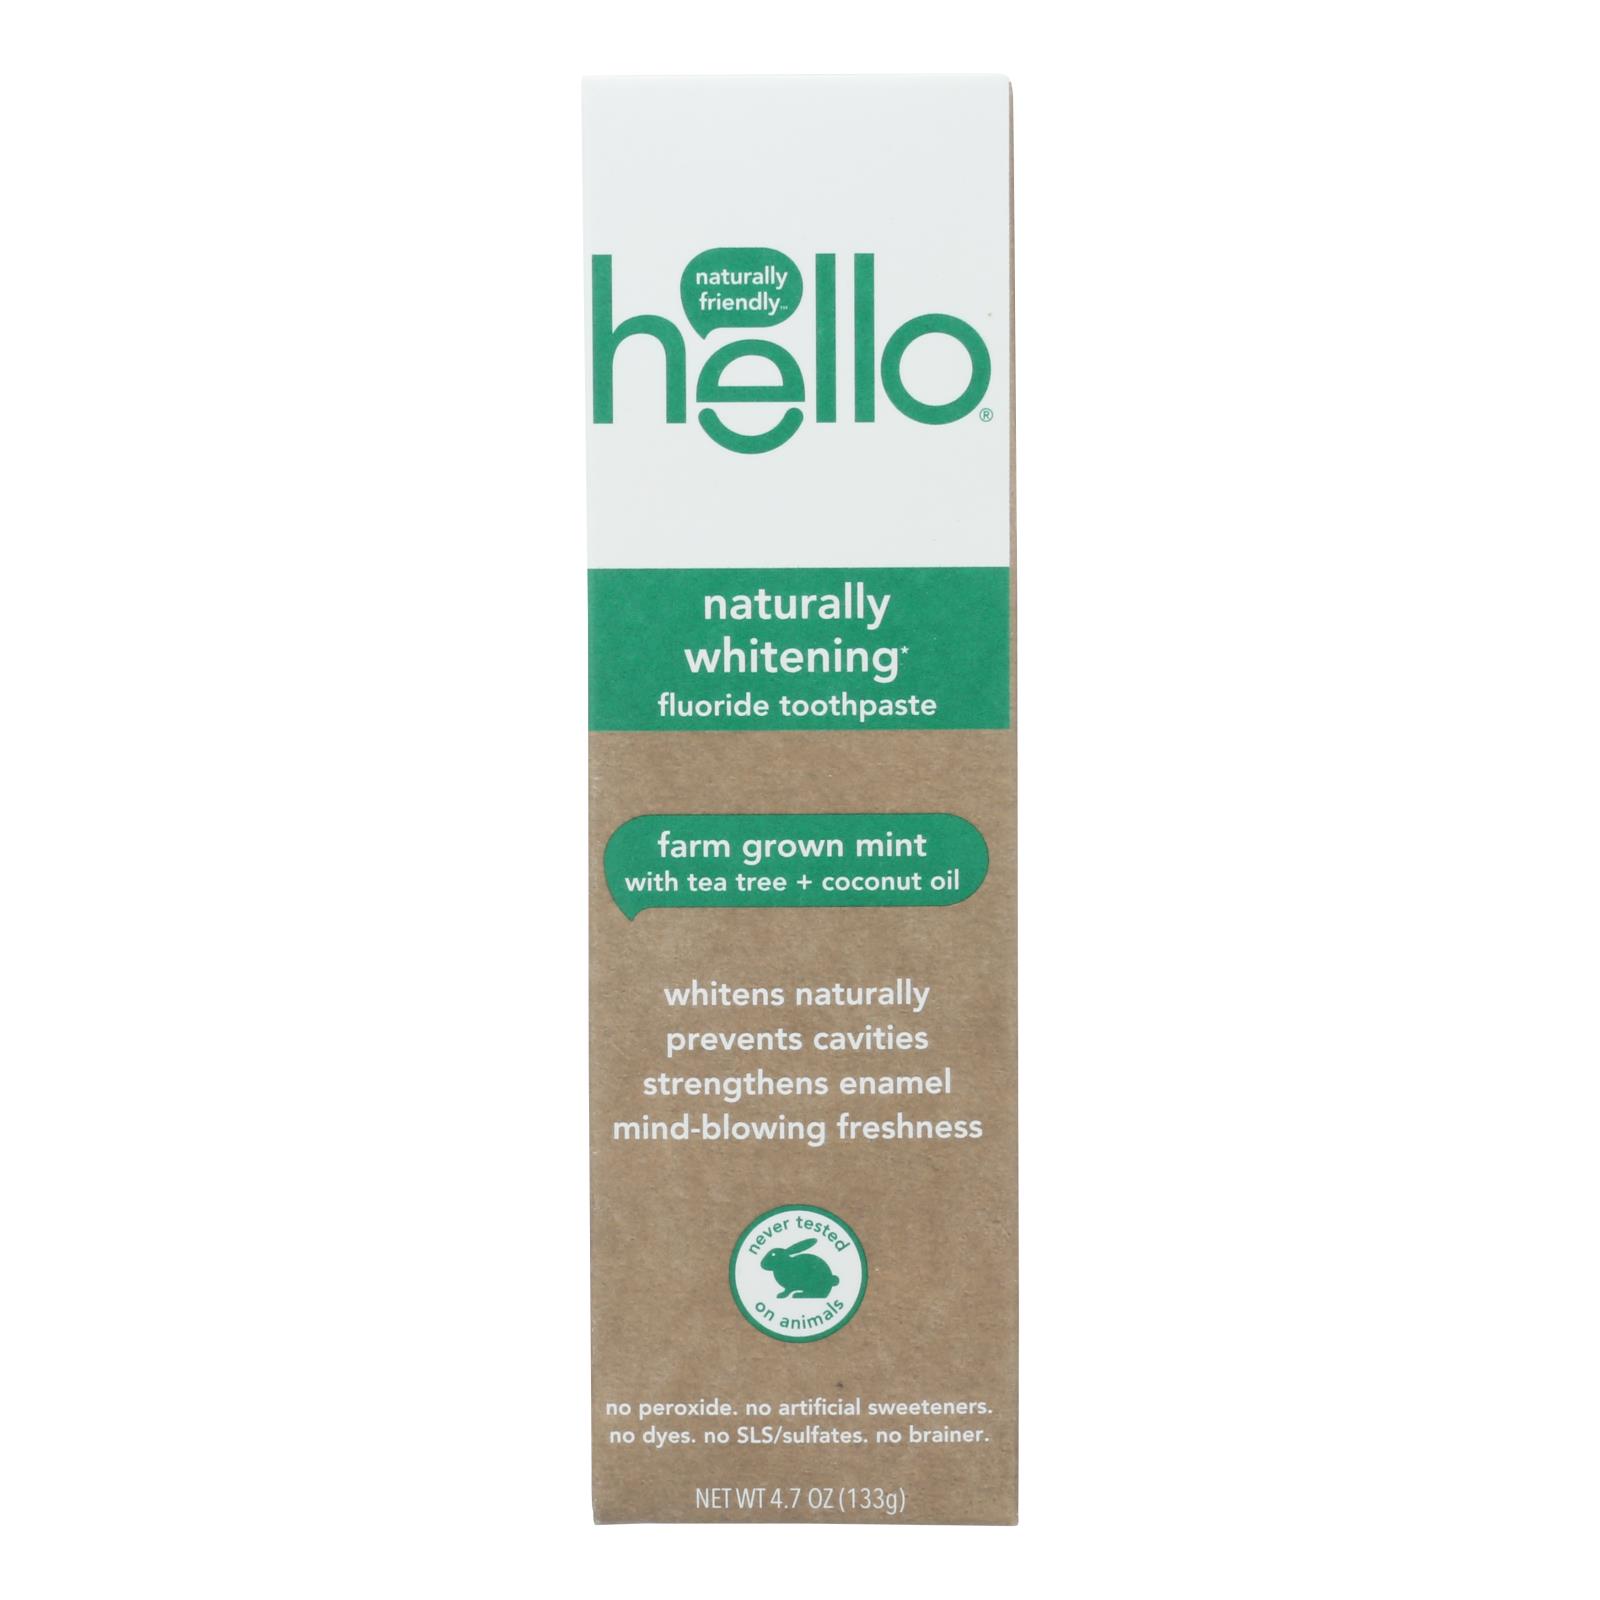 naturally
friendly™
hello®
naturally
whitening*
fluoride toothpaste
farm grown mint
with tea tree + coconut oil
whitens naturally
prevents cavities
strengthens enamel
mind-blowing freshness
never tested
on animals
no peroxide. no artificial sweeteners.
no dyes. no SLS/sulfates. no brainer.
NET WT 4.7 OZ (133g)